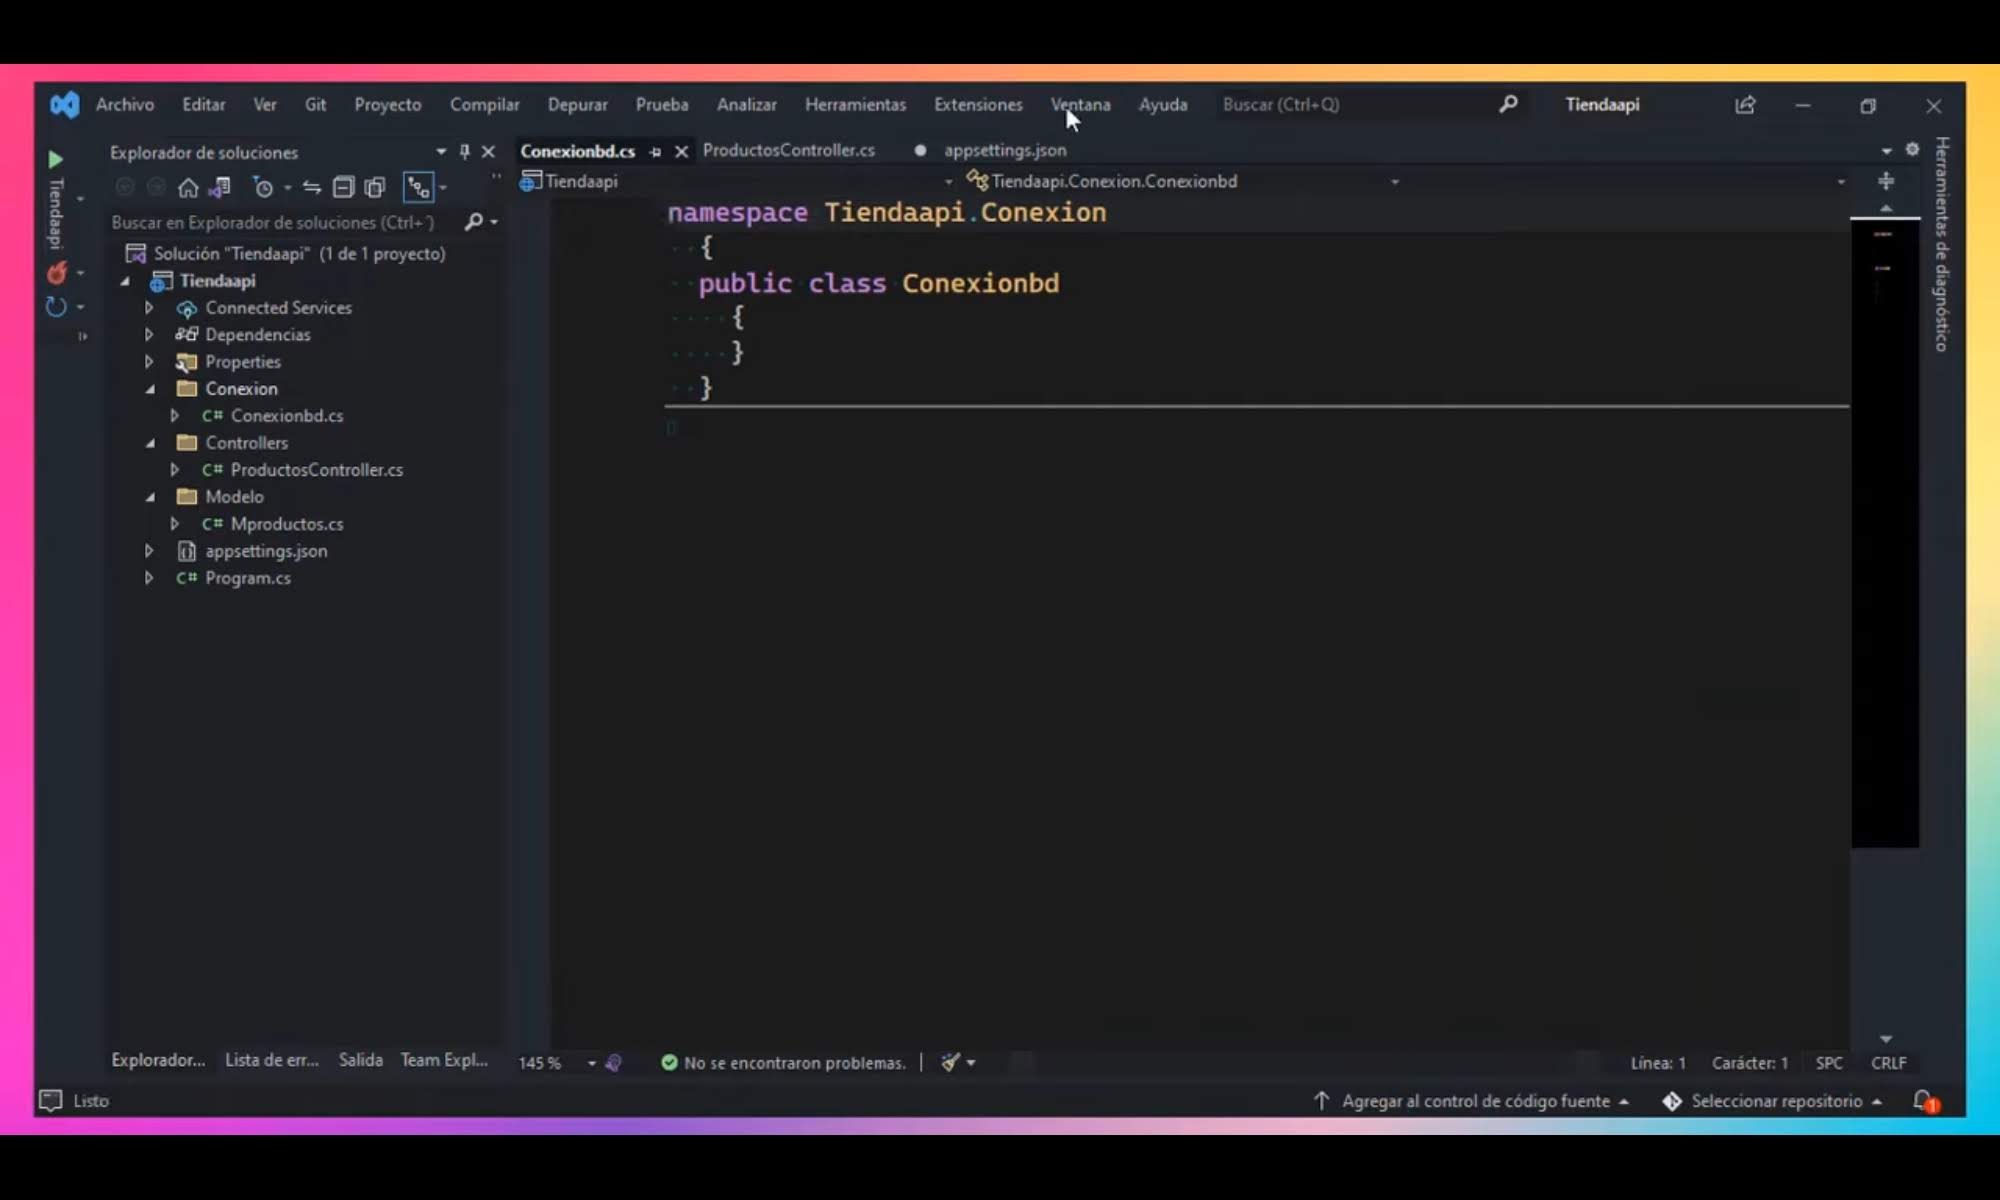 Archivo Editar Ver Git Proyecto Compilar Depurar Prueba Analizar Herramientas Extensiones Ventana Ayuda Buscar (Ctrl+Q) Tiendaapi
Explorador de soluciones
Buscar en Explorador de soluciones (Ctrl+´)
Solución "Tiendaapi" (1 de 1 proyecto)
Tiendaapi
Connected Services
Dependencias
Properties
Conexion
C# Conexionbd.cs
Controllers
C# ProductosController.cs
Modelo
C# Mproductos.cs
appsettings.json
C# Program.cs
Explorador... Lista de err... Salida Team Expl...
Tiendaapi
Conexionbd.cs ProductosController.cs appsettings.json
Tiendaapi Tiendaapi.Conexion.Conexionbd
namespace Tiendaapi.Conexion
{
public class Conexionbd
{
}
}
145 % No se encontraron problemas. Línea: 1 Carácter: 1 SPC CRLF
Herramientas de diagnóstico
Listo Agregar al control de código fuente Seleccionar repositorio 1